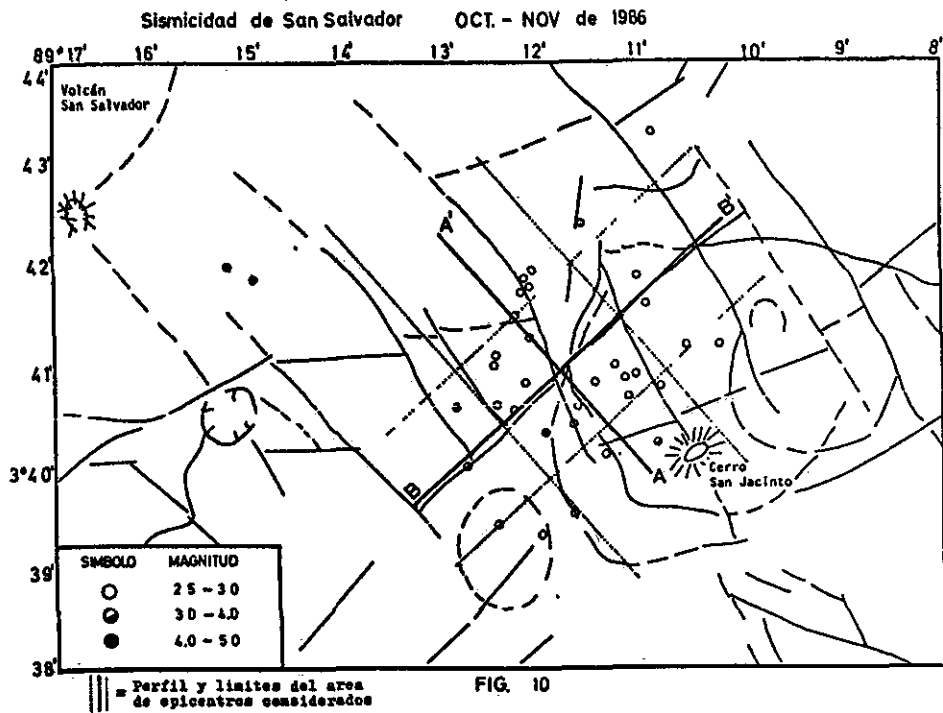 Sismicidad de San Salvador OCT. - NOV de 1986
89°17' 16' 15' 14' 13' 12' 11' 10' 9' 8'
44'
Volcán
San Salvador
43'
A'
B'
42'
41'
3°40'
B
A
Cerro
San Jacinto
39'
38'
SIMBOLO MAGNITUD
2.5 - 3.0
3.0 - 4.0
4.0 - 5.0
= Perfil y limites del area
de epicentros considerados
FIG. 10